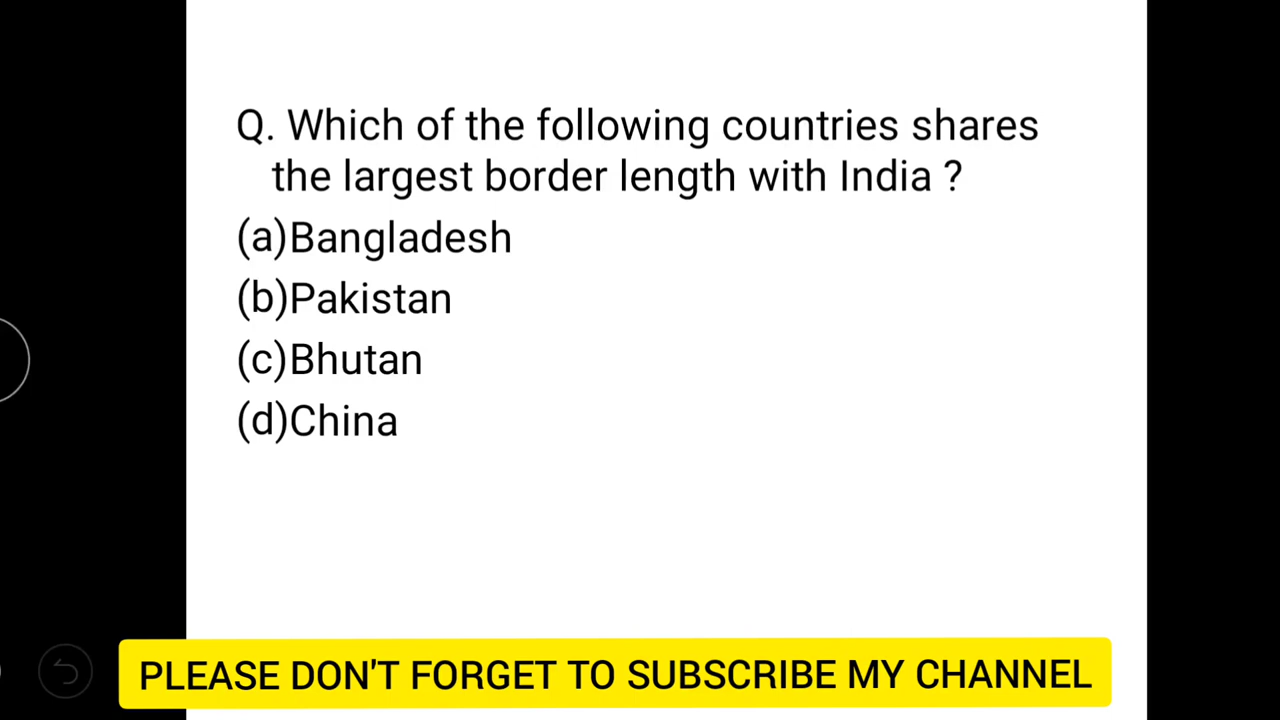 Q. Which of the following countries shares
the largest border length with India ?
(a)Bangladesh
(b)Pakistan
(c)Bhutan
(d)China
PLEASE DON'T FORGET TO SUBSCRIBE MY CHANNEL